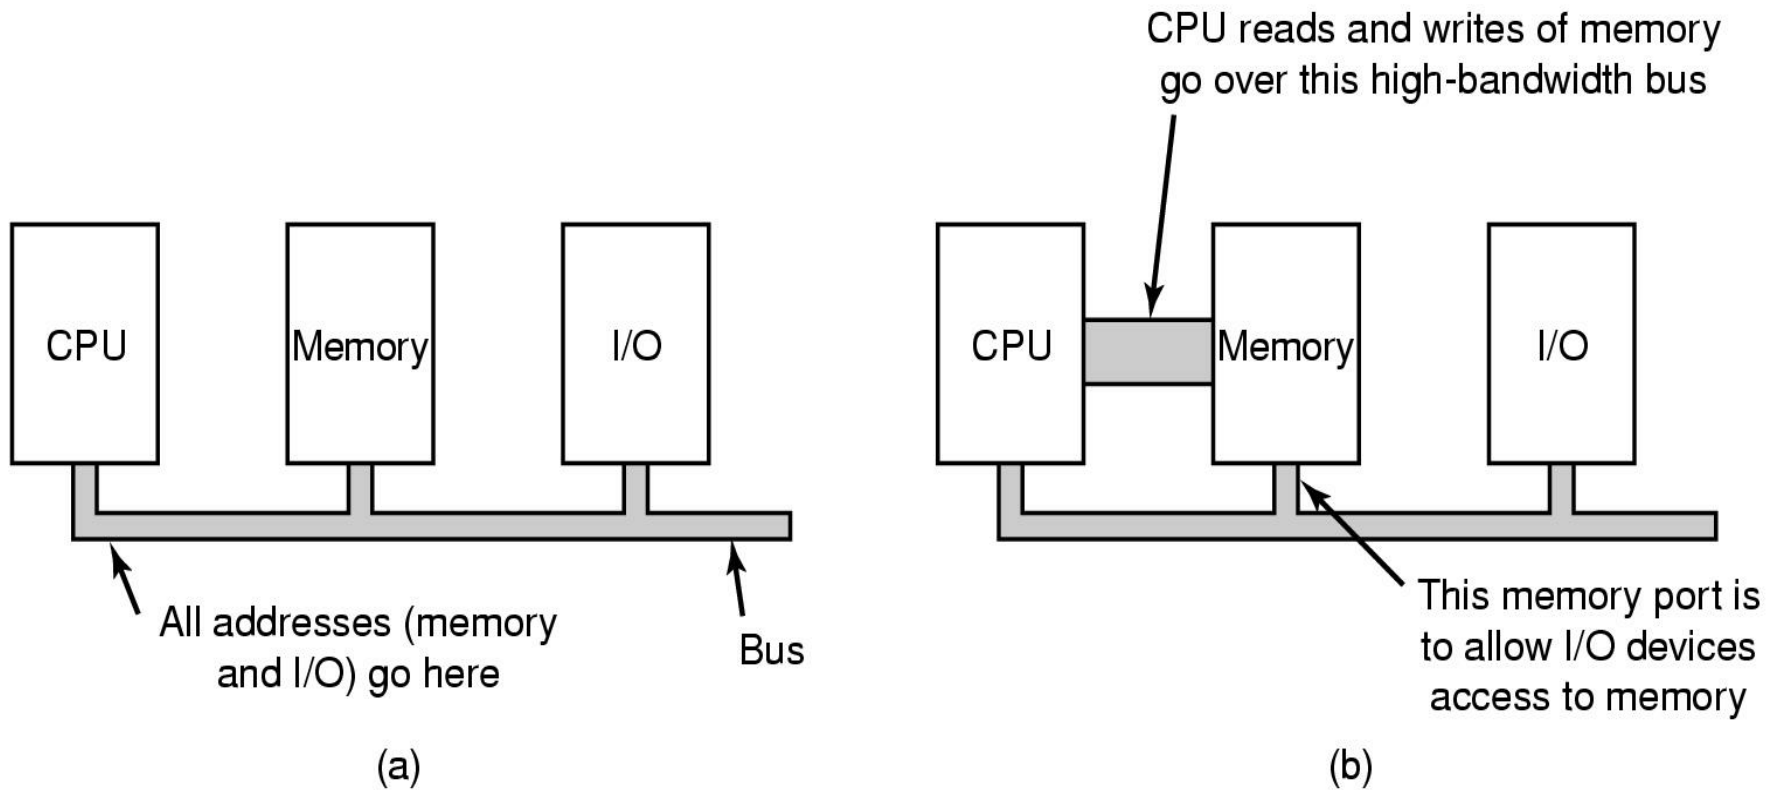 CPU reads and writes of memory
go over this high-bandwidth bus
CPU
Memory
I/O
All addresses (memory
and I/O) go here
Bus
(a)
CPU
Memory
I/O
This memory port is
to allow I/O devices
access to memory
(b)